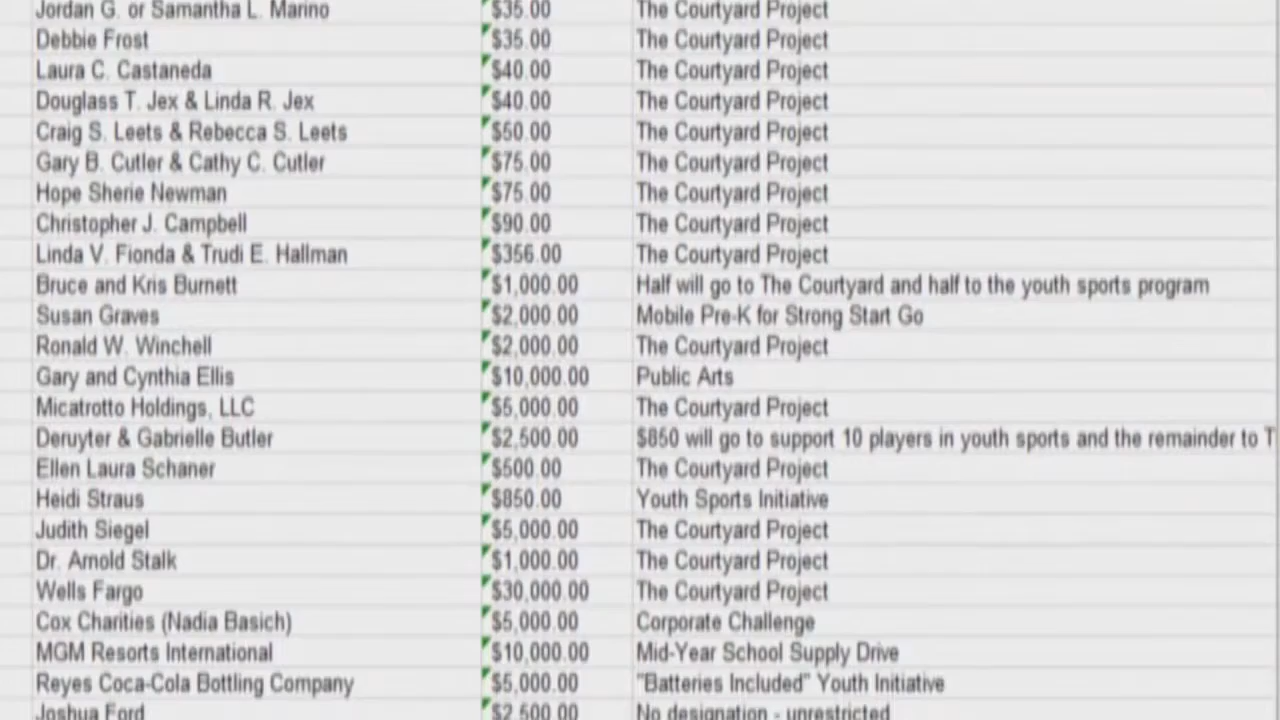 Jordan G. or Samantha L. Marino $35.00 The Courtyard Project
Debbie Frost $35.00 The Courtyard Project
Laura C. Castaneda $40.00 The Courtyard Project
Douglass T. Jex & Linda R. Jex $40.00 The Courtyard Project
Craig S. Leets & Rebecca S. Leets $50.00 The Courtyard Project
Gary B. Cutler & Cathy C. Cutler $75.00 The Courtyard Project
Hope Sherie Newman $75.00 The Courtyard Project
Christopher J. Campbell $90.00 The Courtyard Project
Linda V. Fionda & Trudi E. Hallman $356.00 The Courtyard Project
Bruce and Kris Burnett $1,000.00 Half will go to The Courtyard and half to the youth sports program
Susan Graves $2,000.00 Mobile Pre-K for Strong Start Go
Ronald W. Winchell $2,000.00 The Courtyard Project
Gary and Cynthia Ellis $10,000.00 Public Arts
Micatrotto Holdings, LLC $5,000.00 The Courtyard Project
Deruyter & Gabrielle Butler $2,500.00 $850 will go to support 10 players in youth sports and the remainder to T
Ellen Laura Schaner $500.00 The Courtyard Project
Heidi Straus $850.00 Youth Sports Initiative
Judith Siegel $5,000.00 The Courtyard Project
Dr. Arnold Stalk $1,000.00 The Courtyard Project
Wells Fargo $30,000.00 The Courtyard Project
Cox Charities (Nadia Basich) $5,000.00 Corporate Challenge
MGM Resorts International $10,000.00 Mid-Year School Supply Drive
Reyes Coca-Cola Bottling Company $5,000.00 "Batteries Included" Youth Initiative
Joshua Ford $2,500.00 No designation - unrestricted